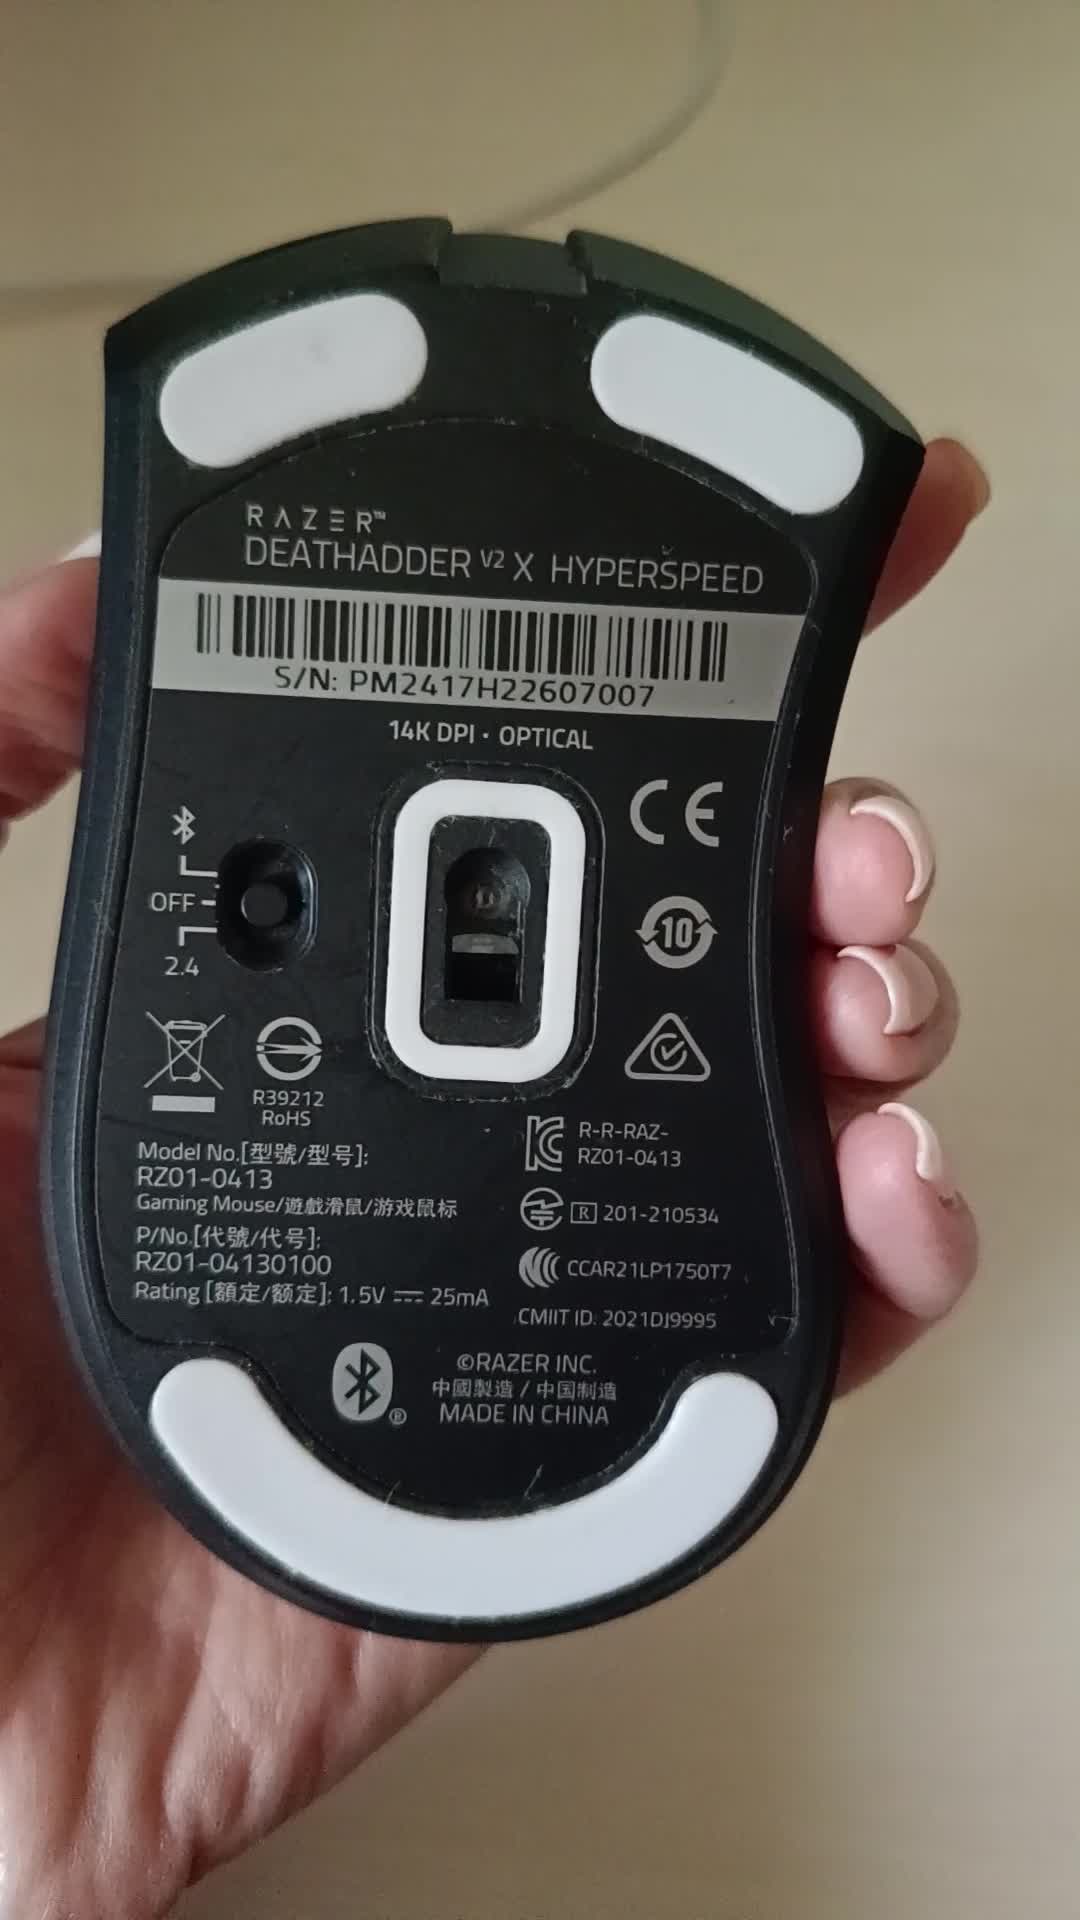 RAZER™
DEATHADDER V2 X HYPERSPEED
S/N: PM2417H22607007
14K DPI · OPTICAL
OFF
2.4
CE
10
R39212
RoHS
Model No.[型號/型号]:
RZ01-0413
Gaming Mouse/遊戲滑鼠/游戏鼠标
P/No.[代號/代号]:
RZ01-04130100
Rating [額定/额定]: 1.5V ⎓ 25mA
R-R-RAZ-
RZ01-0413
R 201-210534
CCAR21LP1750T7
CMIIT ID: 2021DJ9995
®
©RAZER INC.
中國製造 / 中国制造
MADE IN CHINA